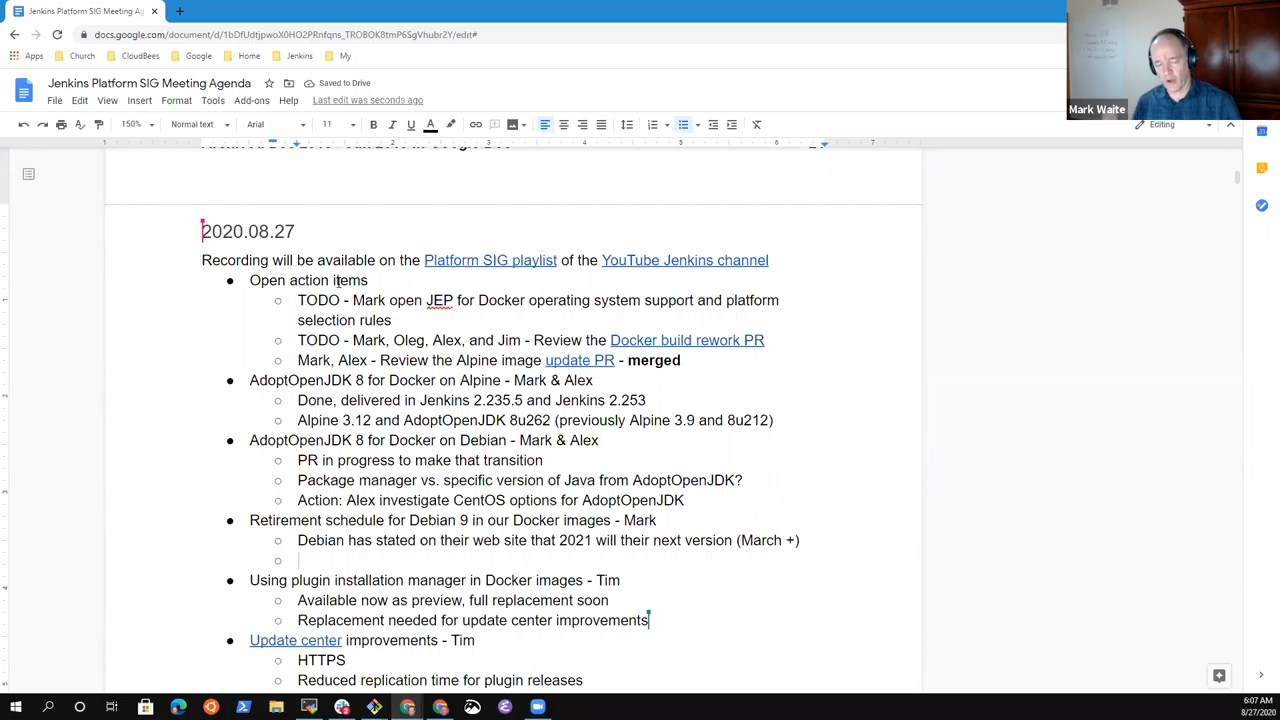 Jenkins Platform SIG Meeting Ag
docs.google.com/document/d/1bDfUdtjpwoX0HO2PRnfqns_TROBOK8tmP6SgVhubr2Y/edit#
Apps Church CloudBees Google Home Jenkins My
Jenkins Platform SIG Meeting Agenda Saved to Drive
File Edit View Insert Format Tools Add-ons Help Last edit was seconds ago
150% Normal text Arial 11 Editing
Mark Waite
2020.08.27
Recording will be available on the Platform SIG playlist of the YouTube Jenkins channel
● Open action items
○ TODO - Mark open JEP for Docker operating system support and platform
selection rules
○ TODO - Mark, Oleg, Alex, and Jim - Review the Docker build rework PR
○ Mark, Alex - Review the Alpine image update PR - merged
● AdoptOpenJDK 8 for Docker on Alpine - Mark & Alex
○ Done, delivered in Jenkins 2.235.5 and Jenkins 2.253
○ Alpine 3.12 and AdoptOpenJDK 8u262 (previously Alpine 3.9 and 8u212)
● AdoptOpenJDK 8 for Docker on Debian - Mark & Alex
○ PR in progress to make that transition
○ Package manager vs. specific version of Java from AdoptOpenJDK?
○ Action: Alex investigate CentOS options for AdoptOpenJDK
● Retirement schedule for Debian 9 in our Docker images - Mark
○ Debian has stated on their web site that 2021 will their next version (March +)
○
● Using plugin installation manager in Docker images - Tim
○ Available now as preview, full replacement soon
○ Replacement needed for update center improvements
● Update center improvements - Tim
○ HTTPS
○ Reduced replication time for plugin releases
6:07 AM
8/27/2020